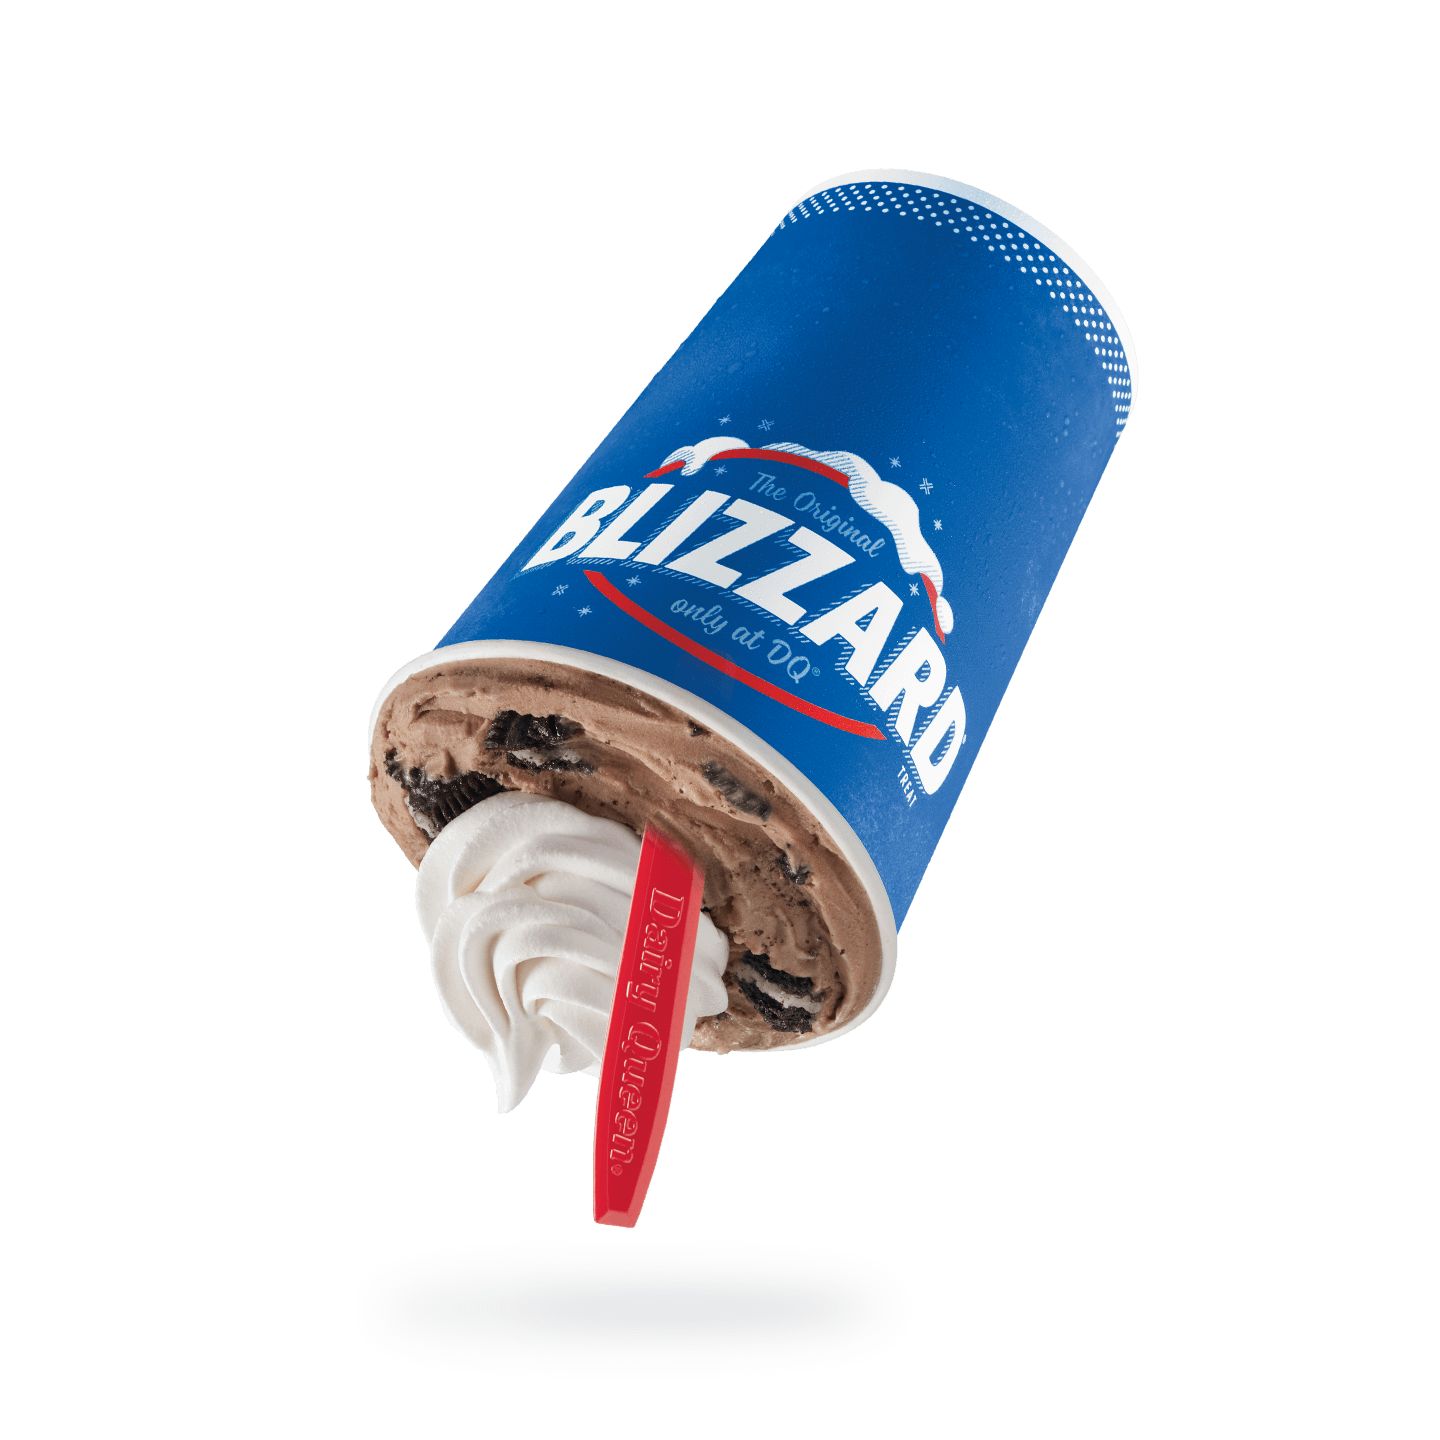 The Original
BLIZZARD
TREAT
only at DQ®
Dairy Queen®